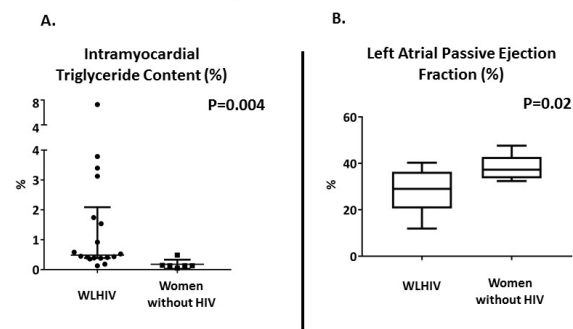 A.
Intramyocardial
Triglyceride Content (%)
P=0.004
8
4
4
3
2
1
0
%
WLHIV
Women
without HIV
B.
Left Atrial Passive Ejection
Fraction (%)
P=0.02
60
40
20
0
%
WLHIV
Women
without HIV